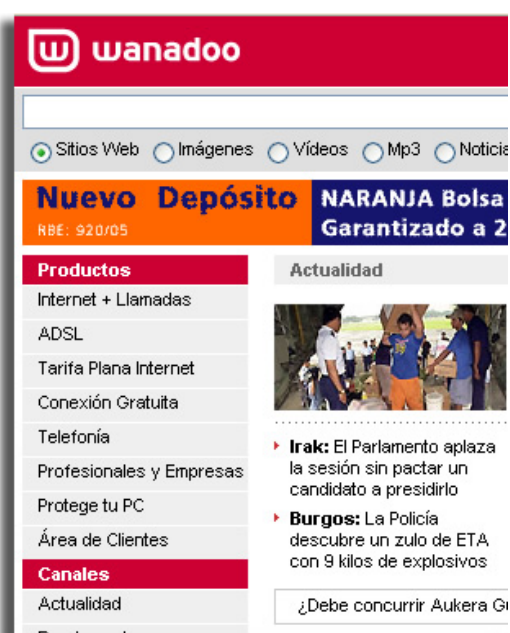 wanadoo
Sitios Web Imágenes Vídeos Mp3
Nuevo Depósito
RBE: 920/05
NARANJA Bolsa
Garantizado a 2
Productos
Internet + Llamadas
ADSL
Tarifa Plana Internet
Conexión Gratuita
Telefonía
Profesionales y Empresas
Protege tu PC
Área de Clientes
Canales
Actualidad
Actualidad
Irak: El Parlamento aplaza
la sesión sin pactar un
candidato a presidirlo
Burgos: La Policía
descubre un zulo de ETA
con 9 kilos de explosivos
¿Debe concurrir Aukera